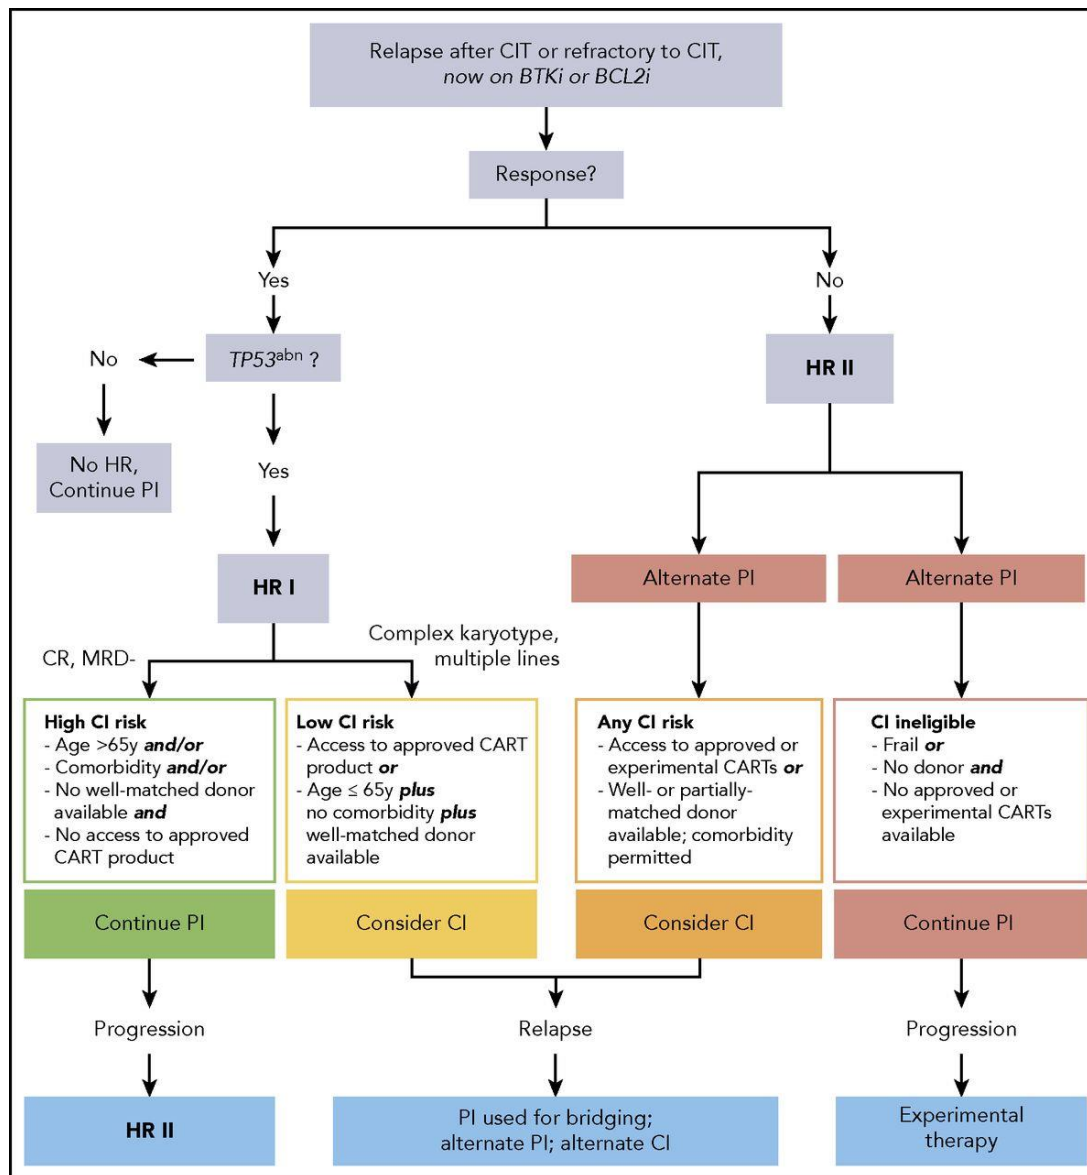 Relapse after CIT or refractory to CIT,
now on BTKi or BCL2i
Response?
Yes
No
No
TP53abn ?
HR II
No HR,
Continue PI
Yes
HR I
Alternate PI
Alternate PI
CR, MRD-
Complex karyotype,
multiple lines
High CI risk
- Age >65y and/or
- Comorbidity and/or
- No well-matched donor
available and
- No access to approved
CART product
Low CI risk
- Access to approved CART
product or
- Age ≤ 65y plus
no comorbidity plus
well-matched donor
available
Any CI risk
- Access to approved or
experimental CARTs or
- Well- or partially-
matched donor
available; comorbidity
permitted
CI ineligible
- Frail or
- No donor and
- No approved or
experimental CARTs
available
Continue PI
Consider CI
Consider CI
Continue PI
Progression
Relapse
Progression
HR II
PI used for bridging;
alternate PI; alternate CI
Experimental
therapy